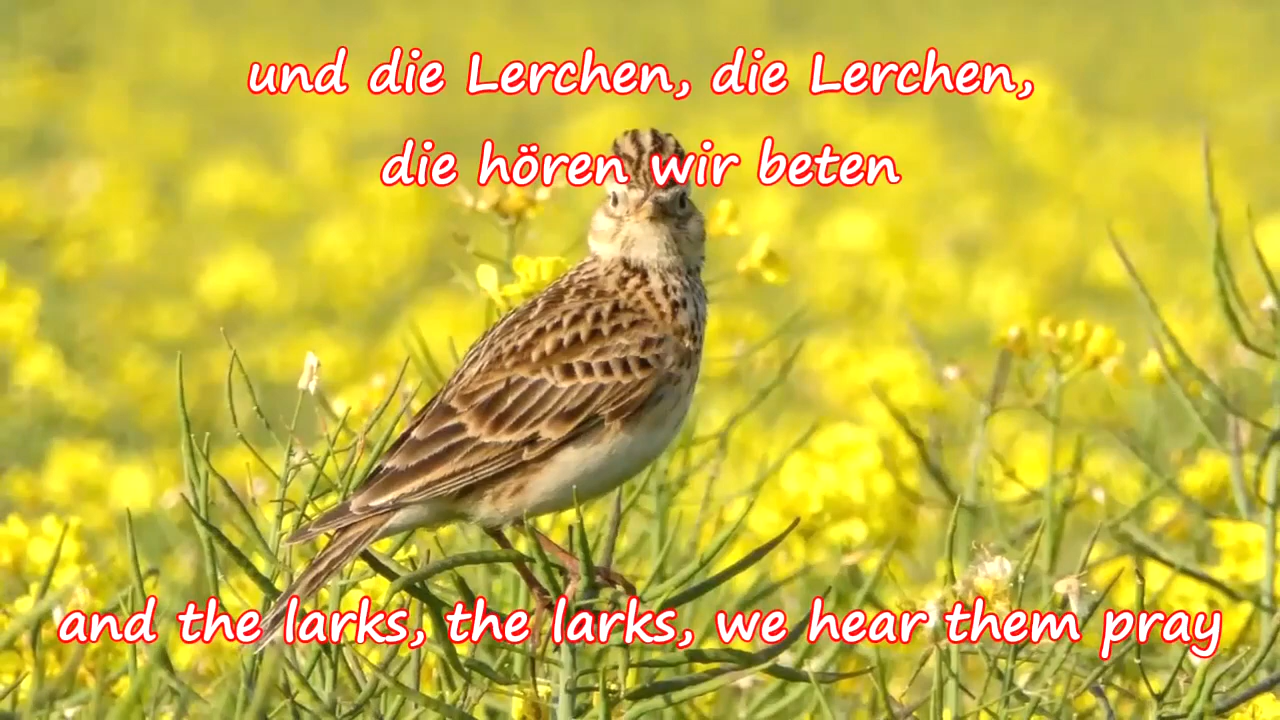 und die Lerchen, die Lerchen,
die hören wir beten
and the larks, the larks, we hear them pray